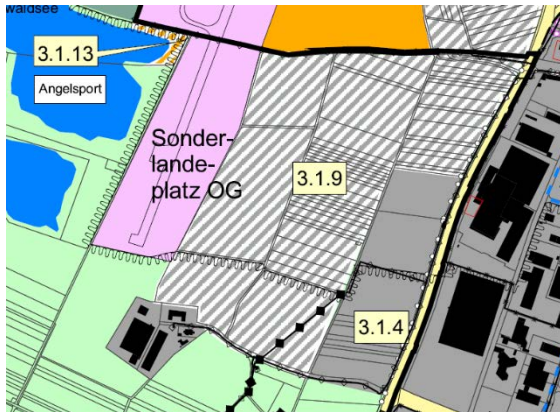 waldsee
3.1.13
Angelsport
Sonder-
lande-
platz OG
3.1.9
3.1.4